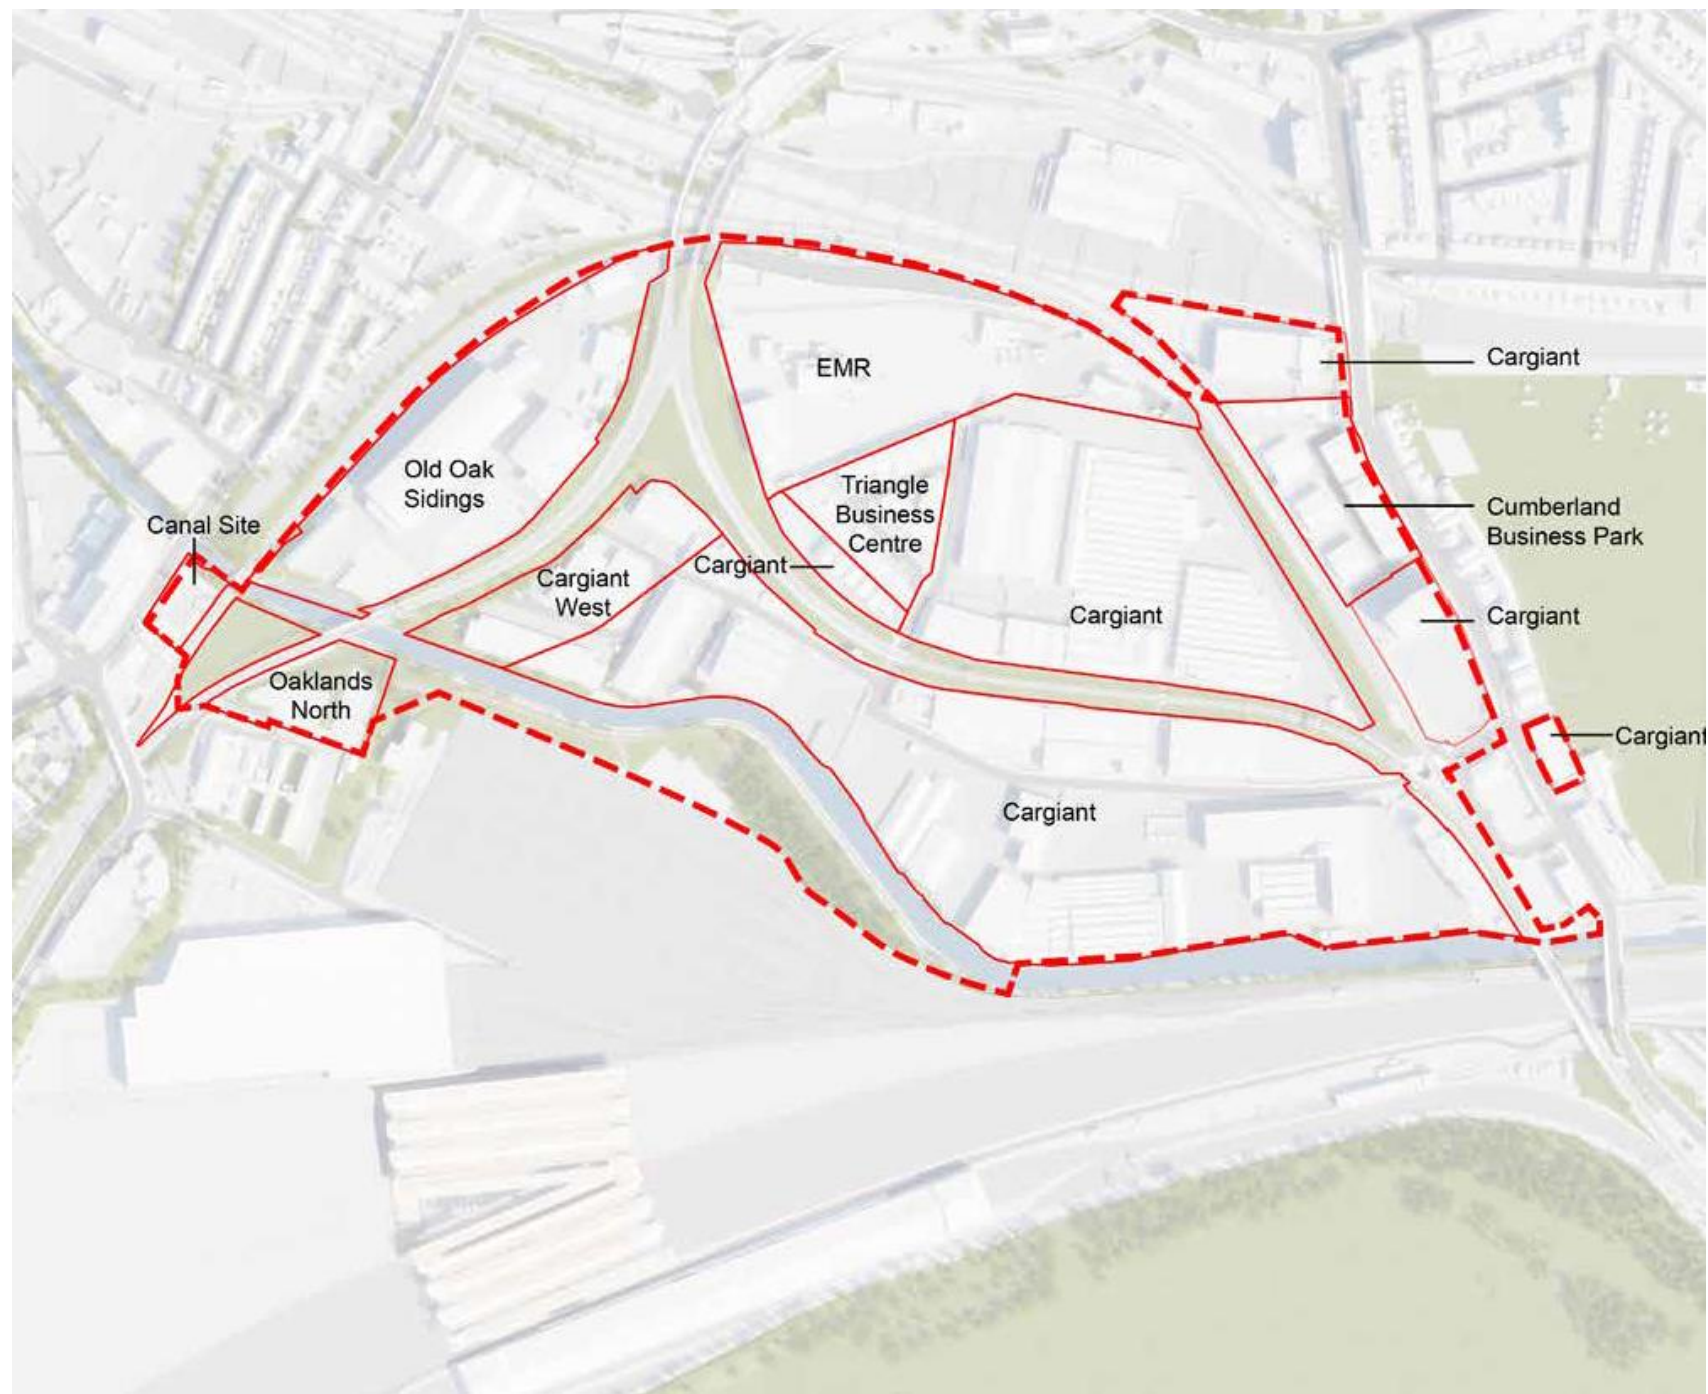 Cargiant
EMR
Old Oak
Sidings
Triangle
Business
Centre
Cumberland
Business Park
Canal Site
Cargiant
Cargiant
West
Cargiant
Cargiant
Oaklands
North
Cargiant
Cargiant